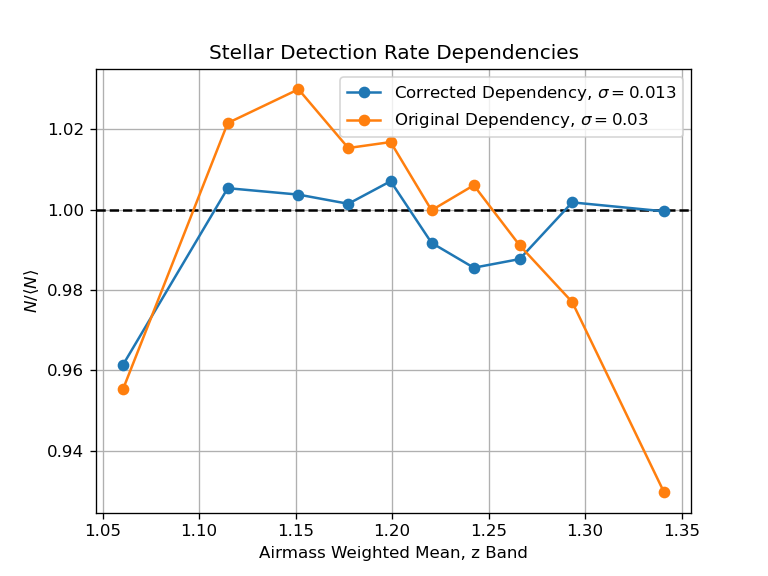 Stellar Detection Rate Dependencies
Corrected Dependency, σ = 0.013
Original Dependency, σ = 0.03
N/⟨N⟩
1.02
1.00
0.98
0.96
0.94
1.05 1.10 1.15 1.20 1.25 1.30 1.35
Airmass Weighted Mean, z Band